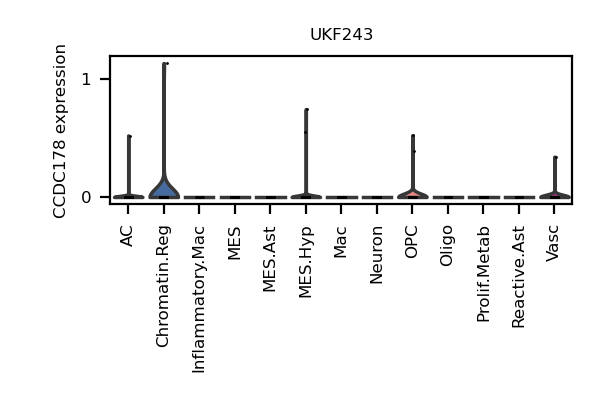 UKF243
CCDC178 expression
1
0
AC
Chromatin.Reg
Inflammatory.Mac
MES
MES.Ast
MES.Hyp
Mac
Neuron
OPC
Oligo
Prolif.Metab
Reactive.Ast
Vasc